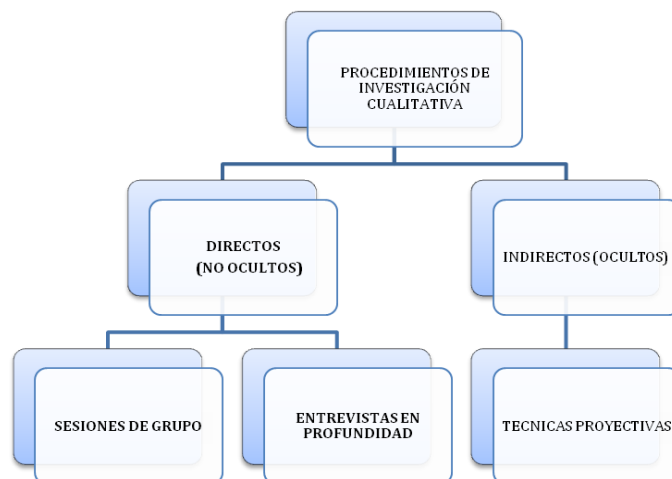 PROCEDIMIENTOS DE
INVESTIGACIÓN
CUALITATIVA
DIRECTOS
(NO OCULTOS)
INDIRECTOS (OCULTOS)
SESIONES DE GRUPO
ENTREVISTAS EN
PROFUNDIDAD
TECNICAS PROYECTIVAS